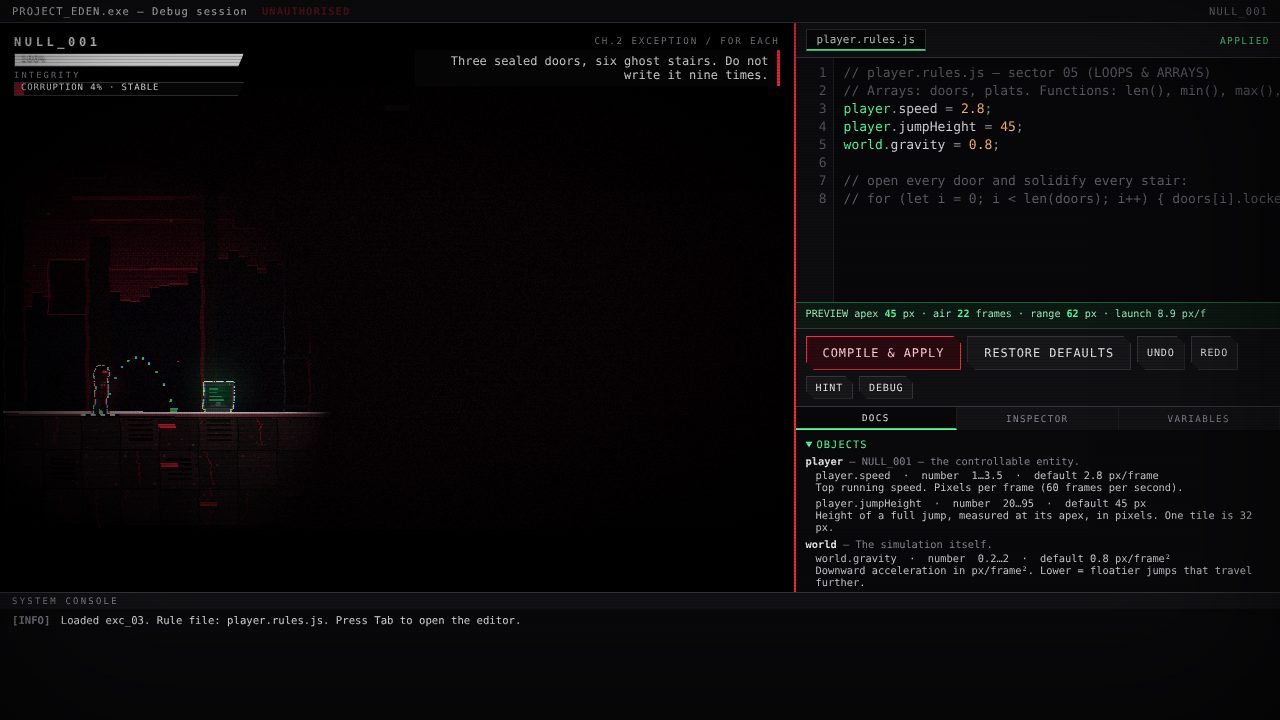 PROJECT_EDEN.exe — Debug session UNAUTHORISED
NULL_001
NULL_001
100%
INTEGRITY
CORRUPTION 4% · STABLE
CH.2 EXCEPTION / FOR EACH
Three sealed doors, six ghost stairs. Do not
write it nine times.
player.rules.js
APPLIED
1 // player.rules.js — sector 05 (LOOPS & ARRAYS)
2 // Arrays: doors, plats. Functions: len(), min(), max(),
3 player.speed = 2.8;
4 player.jumpHeight = 45;
5 world.gravity = 0.8;
6
7 // open every door and solidify every stair:
8 // for (let i = 0; i < len(doors); i++) { doors[i].locke
PREVIEW apex 45 px · air 22 frames · range 62 px · launch 8.9 px/f
COMPILE & APPLY RESTORE DEFAULTS UNDO REDO
HINT DEBUG
DOCS INSPECTOR VARIABLES
▼ OBJECTS
player — NULL_001 — the controllable entity.
player.speed · number 1…3.5 · default 2.8 px/frame
Top running speed. Pixels per frame (60 frames per second).
player.jumpHeight · number 20…95 · default 45 px
Height of a full jump, measured at its apex, in pixels. One tile is 32
px.
world — The simulation itself.
world.gravity · number 0.2…2 · default 0.8 px/frame²
Downward acceleration in px/frame². Lower = floatier jumps that travel
further.
SYSTEM CONSOLE
[INFO] Loaded exc_03. Rule file: player.rules.js. Press Tab to open the editor.